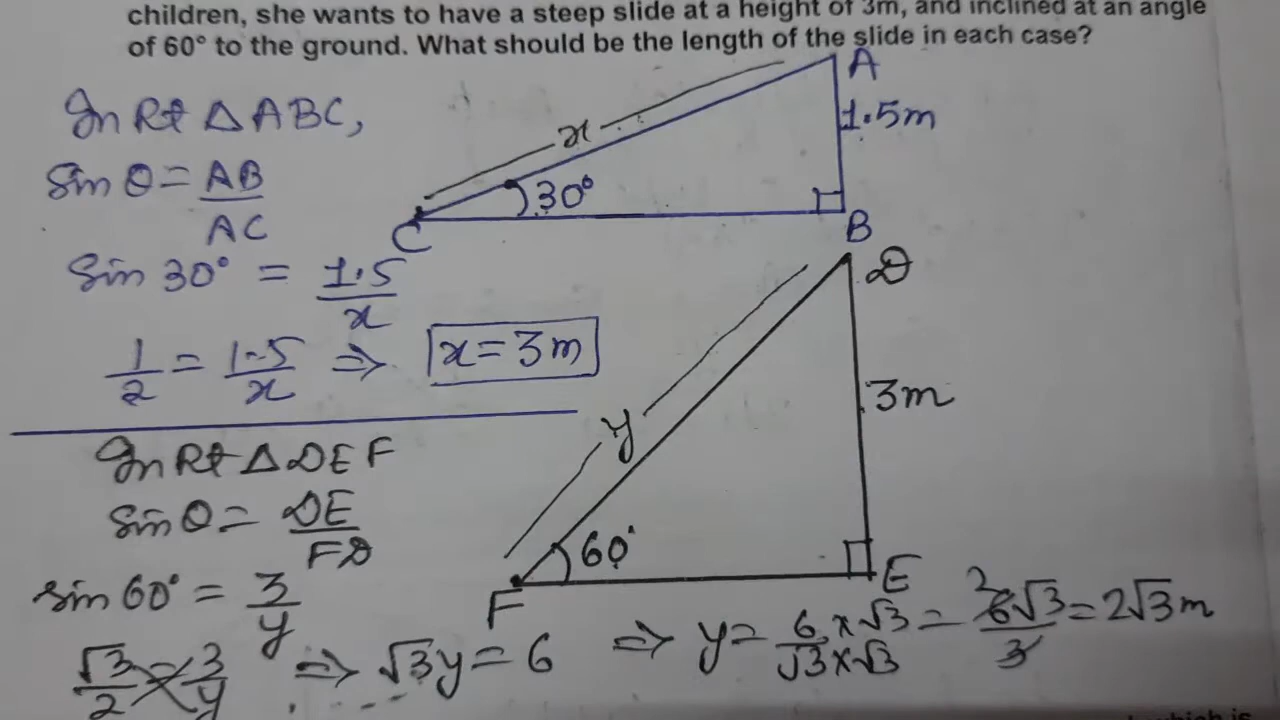 children, she wants to have a steep slide at a height of 3m, and inclined at an angle
of 60° to the ground. What should be the length of the slide in each case?
In Rt △ ABC,
Sin θ = AB/AC
Sin 30° = 1.5/x
1/2 = 1.5/x ⇒ x = 3m
A
1.5m
x
30°
C
B
In Rt △ DEF
Sin θ = DE/FD
Sin 60° = 3/y
√3/2 = 3/y ⇒ √3y = 6 ⇒ y = 6/√3 × √3/√3 = 6√3/3 = 2√3 m
2
D
3m
y
60°
F
E
which is